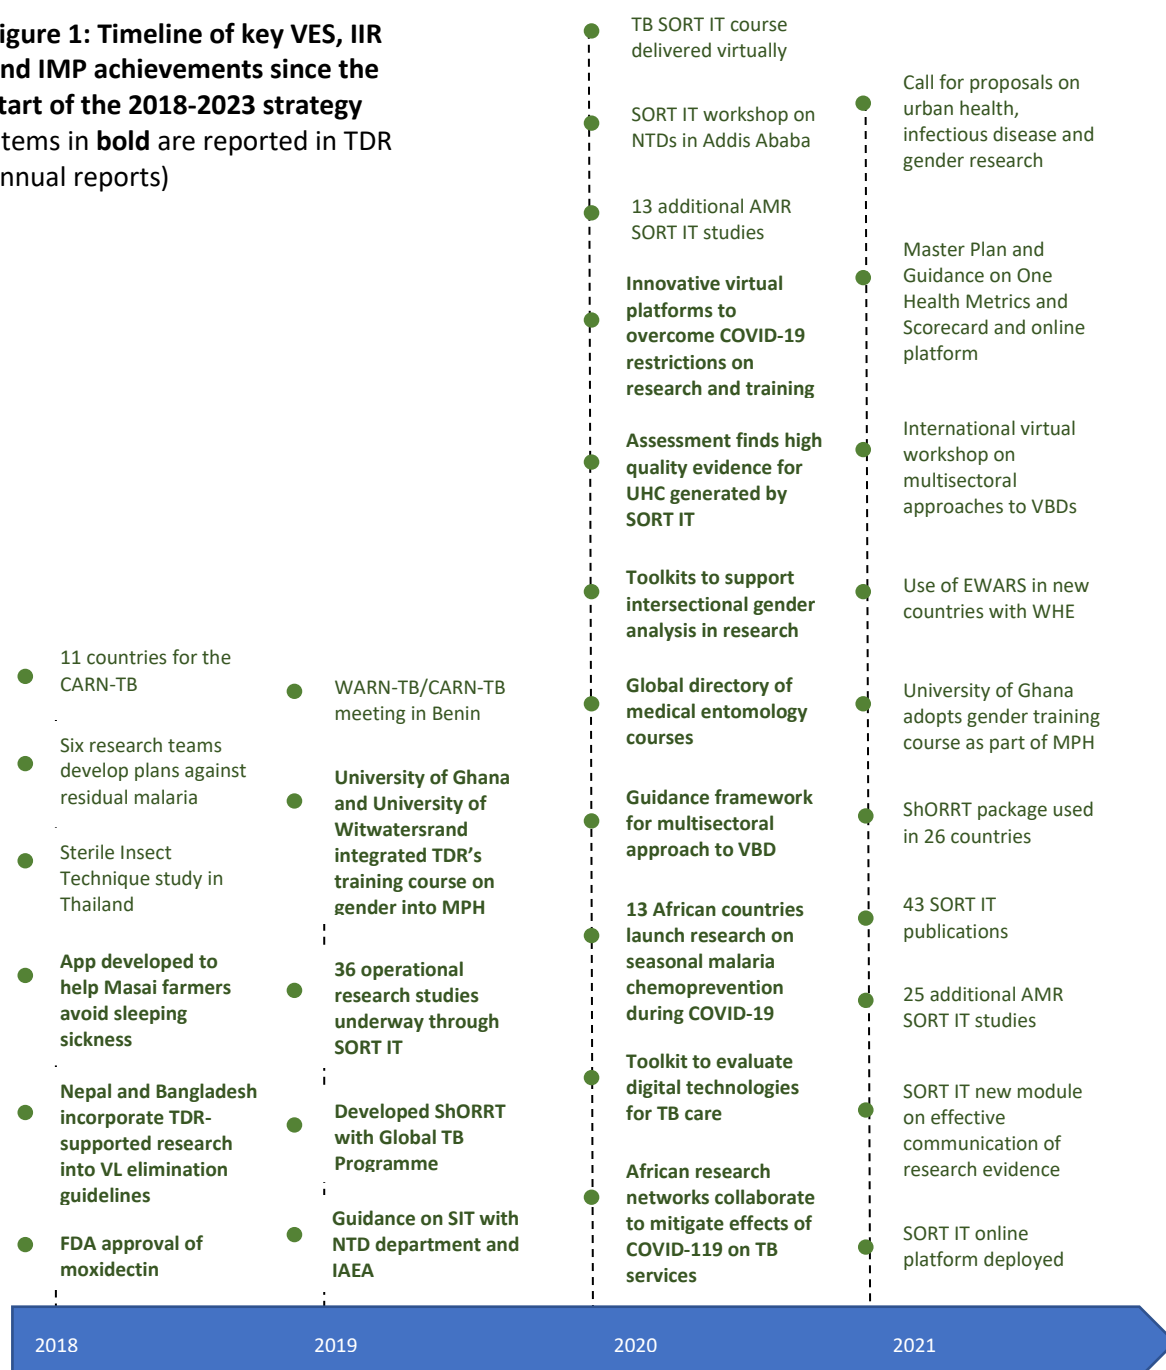 igure 1: Timeline of key VES, IIR
nd IMP achievements since the
tart of the 2018-2023 strategy
tems in bold are reported in TDR
nnual reports)
11 countries for the
CARN-TB
Six research teams
develop plans against
residual malaria
Sterile Insect
Technique study in
Thailand
App developed to
help Masai farmers
avoid sleeping
sickness
Nepal and Bangladesh
incorporate TDR-
supported research
into VL elimination
guidelines
FDA approval of
moxidectin
WARN-TB/CARN-TB
meeting in Benin
University of Ghana
and University of
Witwatersrand
integrated TDR’s
training course on
gender into MPH
36 operational
research studies
underway through
SORT IT
Developed ShORRT
with Global TB
Programme
Guidance on SIT with
NTD department and
IAEA
TB SORT IT course
delivered virtually
SORT IT workshop on
NTDs in Addis Ababa
13 additional AMR
SORT IT studies
Innovative virtual
platforms to
overcome COVID-19
restrictions on
research and training
Assessment finds high
quality evidence for
UHC generated by
SORT IT
Toolkits to support
intersectional gender
analysis in research
Global directory of
medical entomology
courses
Guidance framework
for multisectoral
approach to VBD
13 African countries
launch research on
seasonal malaria
chemoprevention
during COVID-19
Toolkit to evaluate
digital technologies
for TB care
African research
networks collaborate
to mitigate effects of
COVID-119 on TB
services
Call for proposals on
urban health,
infectious disease and
gender research
Master Plan and
Guidance on One
Health Metrics and
Scorecard and online
platform
International virtual
workshop on
multisectoral
approaches to VBDs
Use of EWARS in new
countries with WHE
University of Ghana
adopts gender training
course as part of MPH
ShORRT package used
in 26 countries
43 SORT IT
publications
25 additional AMR
SORT IT studies
SORT IT new module
on effective
communication of
research evidence
SORT IT online
platform deployed
2018
2019
2020
2021